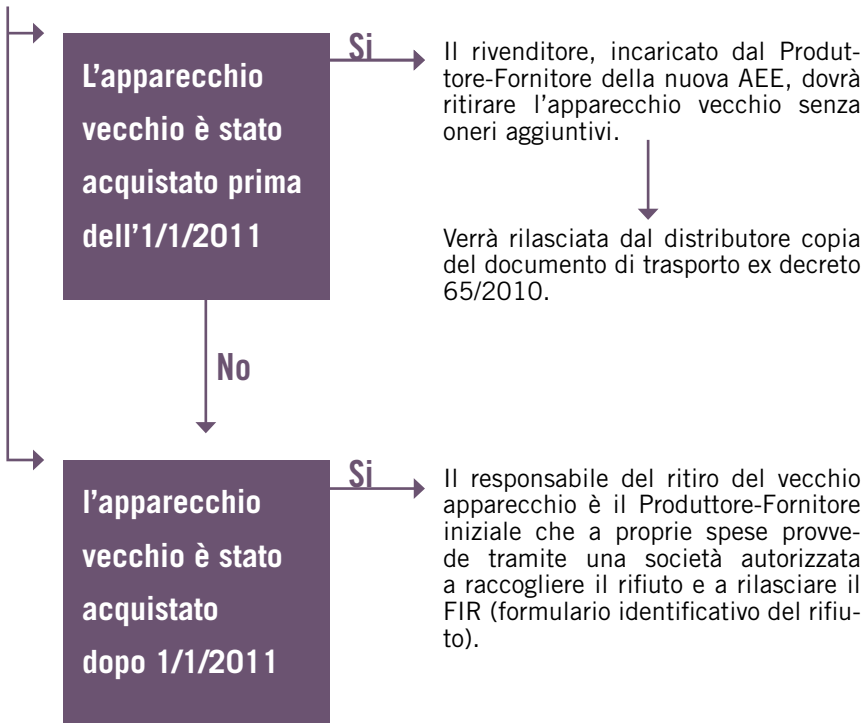 L'apparecchio
vecchio è stato
acquistato prima
dell'1/1/2011
Si
Il rivenditore, incaricato dal Produt-
tore-Fornitore della nuova AEE, dovrà
ritirare l'apparecchio vecchio senza
oneri aggiuntivi.
Verrà rilasciata dal distributore copia
del documento di trasporto ex decreto
65/2010.
No
l'apparecchio
vecchio è stato
acquistato
dopo 1/1/2011
Si
Il responsabile del ritiro del vecchio
apparecchio è il Produttore-Fornitore
iniziale che a proprie spese provve-
de tramite una società autorizzata
a raccogliere il rifiuto e a rilasciare il
FIR (formulario identificativo del rifiu-
to).